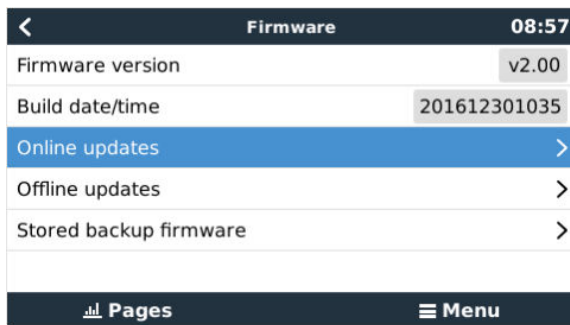 Firmware 08:57
Firmware version v2.00
Build date/time 201612301035
Online updates
Offline updates
Stored backup firmware
Pages Menu